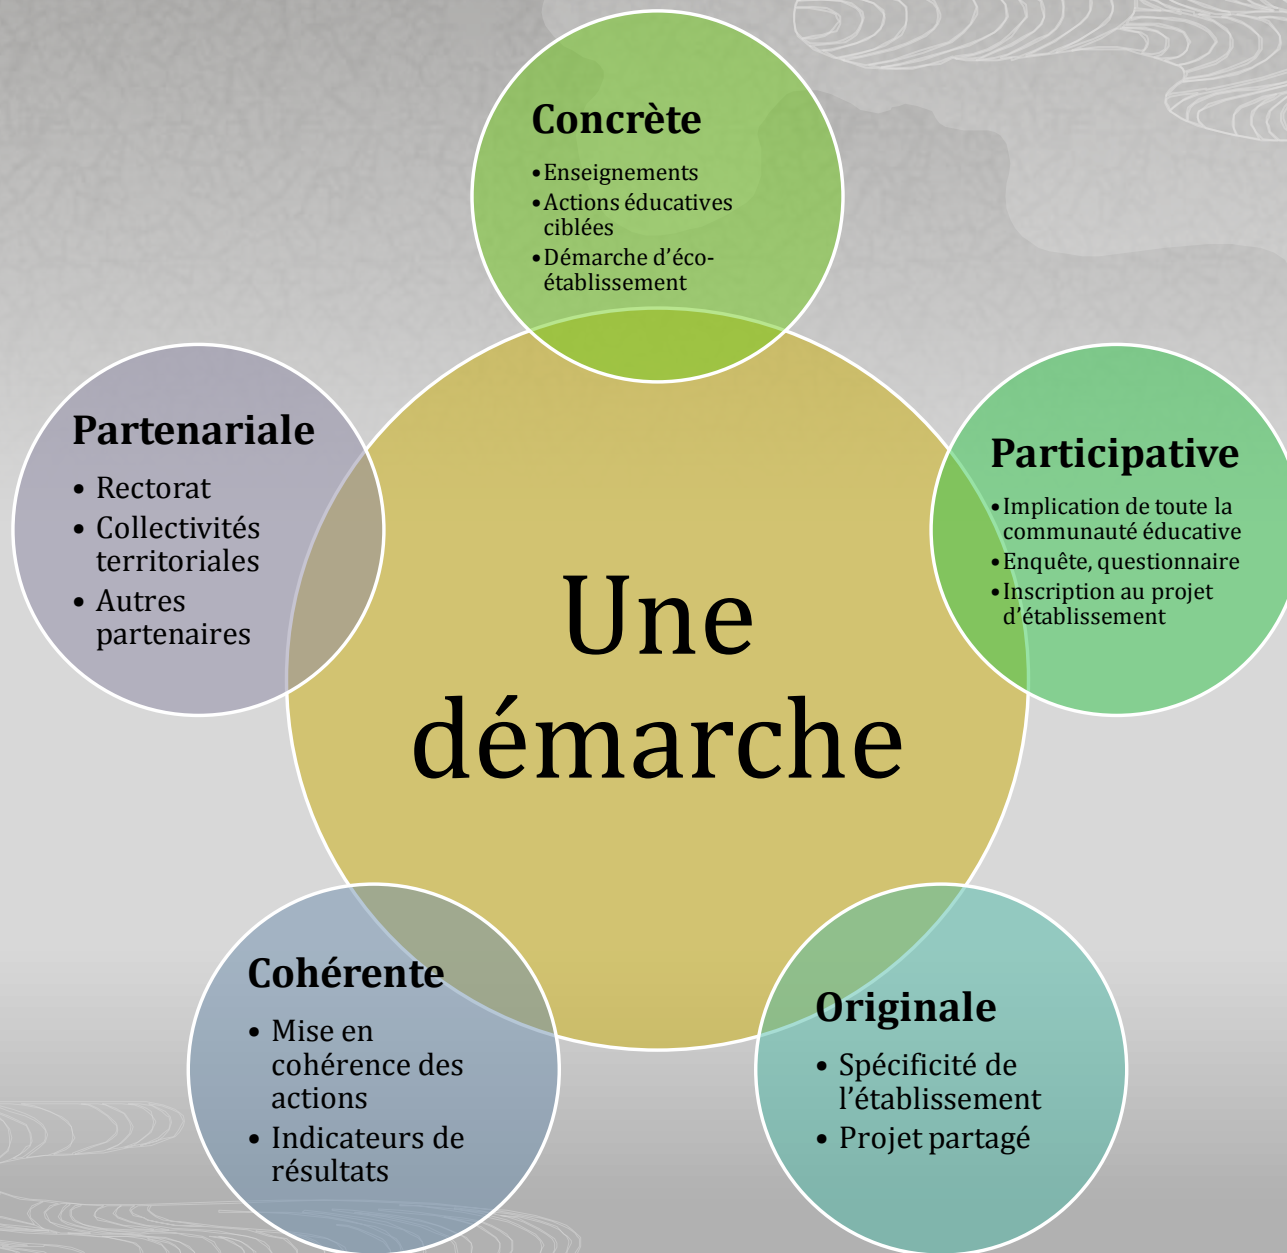 Concrète
•Enseignements
•Actions éducatives
ciblées
•Démarche d’éco-
établissement
Partenariale
• Rectorat
• Collectivités
territoriales
• Autres
partenaires
Participative
•Implication de toute la
communauté éducative
•Enquête, questionnaire
•Inscription au projet
d’établissement
Une
démarche
Cohérente
• Mise en
cohérence des
actions
• Indicateurs de
résultats
Originale
• Spécificité de
l’établissement
• Projet partagé